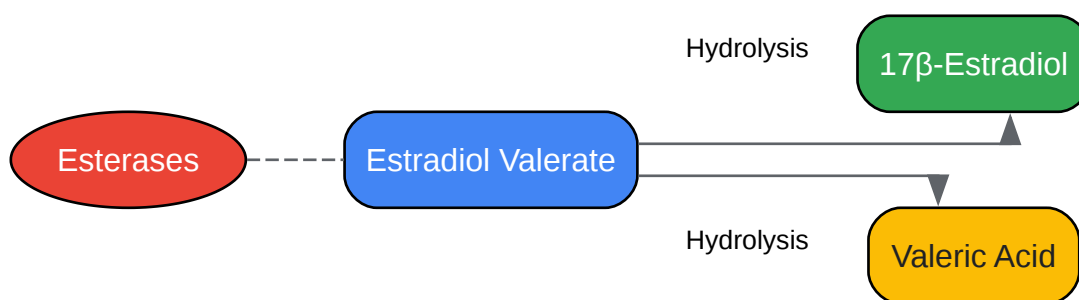 Hydrolysis
17β-Estradiol
Esterases
Estradiol Valerate
Hydrolysis
Valeric Acid